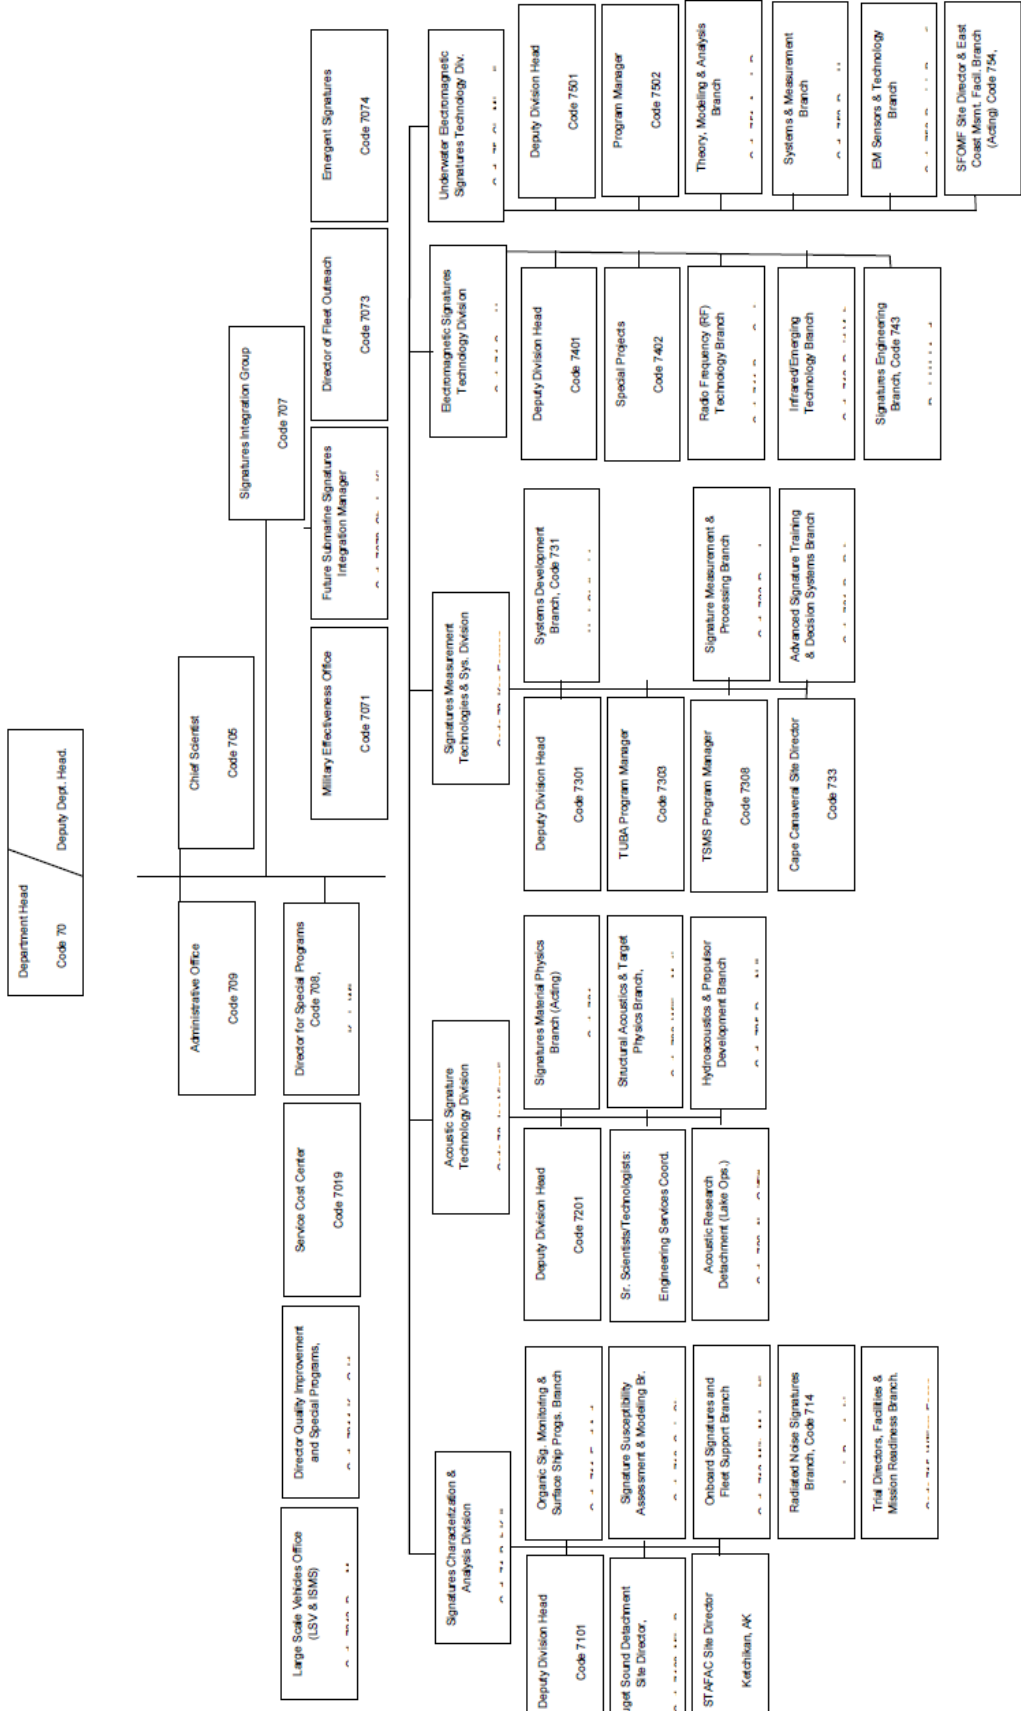 Department Head
Code 70
Deputy Dept. Head.
Administrative Office
Code 709
Chief Scientist
Code 705
Signatures Integration Group
Code 707
Large Scale Vehicles Office
(LSV & ISMS)
Director Quality Improvement
and Special Programs,
Service Cost Center
Code 7019
Director for Special Programs
Code 708,
Military Effectiveness Office
Code 7071
Future Submarine Signatures
Integration Manager
Director of Fleet Outreach
Code 7073
Emergent Signatures
Code 7074
Signatures Characterization &
Analysis Division
Acoustic Signature
Technology Division
Signatures Measurement
Technologies & Sys. Division
Electromagnetic Signatures
Technology Division
Underwater Electromagnetic
Signatures Technology Div.
Deputy Division Head
Code 7101
Site Director,
STAFAC Site Director
Ketchikan, AK
Organic Sig. Monitoring &
Surface Ship Progs. Branch
Signature Susceptibility
Assessment & Modeling Br.
Onboard Signatures and
Fleet Support Branch
Radiated Noise Signatures
Branch, Code 714
Trial Directors, Facilities &
Mission Readiness Branch.
Deputy Division Head
Code 7201
Sr. Scientists/Technologists:
Engineering Services Coord.
Acoustic Research
Detachment (Lake Ops.)
Signatures Material Physics
Branch (Acting)
Structural Acoustics & Target
Physics Branch,
Hydroacoustics & Propulsor
Development Branch
Deputy Division Head
Code 7301
TUBA Program Manager
Code 7303
TSMS Program Manager
Code 7308
Cape Canaveral Site Director
Code 733
Systems Development
Branch, Code 731
Signature Measurement &
Processing Branch
Advanced Signature Training
& Decision Systems Branch
Deputy Division Head
Code 7401
Special Projects
Code 7402
Radio Frequency (RF)
Technology Branch
Infrared/Emerging
Technology Branch
Signatures Engineering
Branch, Code 743
Deputy Division Head
Code 7501
Program Manager
Code 7502
Theory, Modeling & Analysis
Branch
Systems & Measurement
Branch
EM Sensors & Technology
Branch
SFOMF Site Director & East
Coast Msmt. Facil. Branch
(Acting) Code 754,